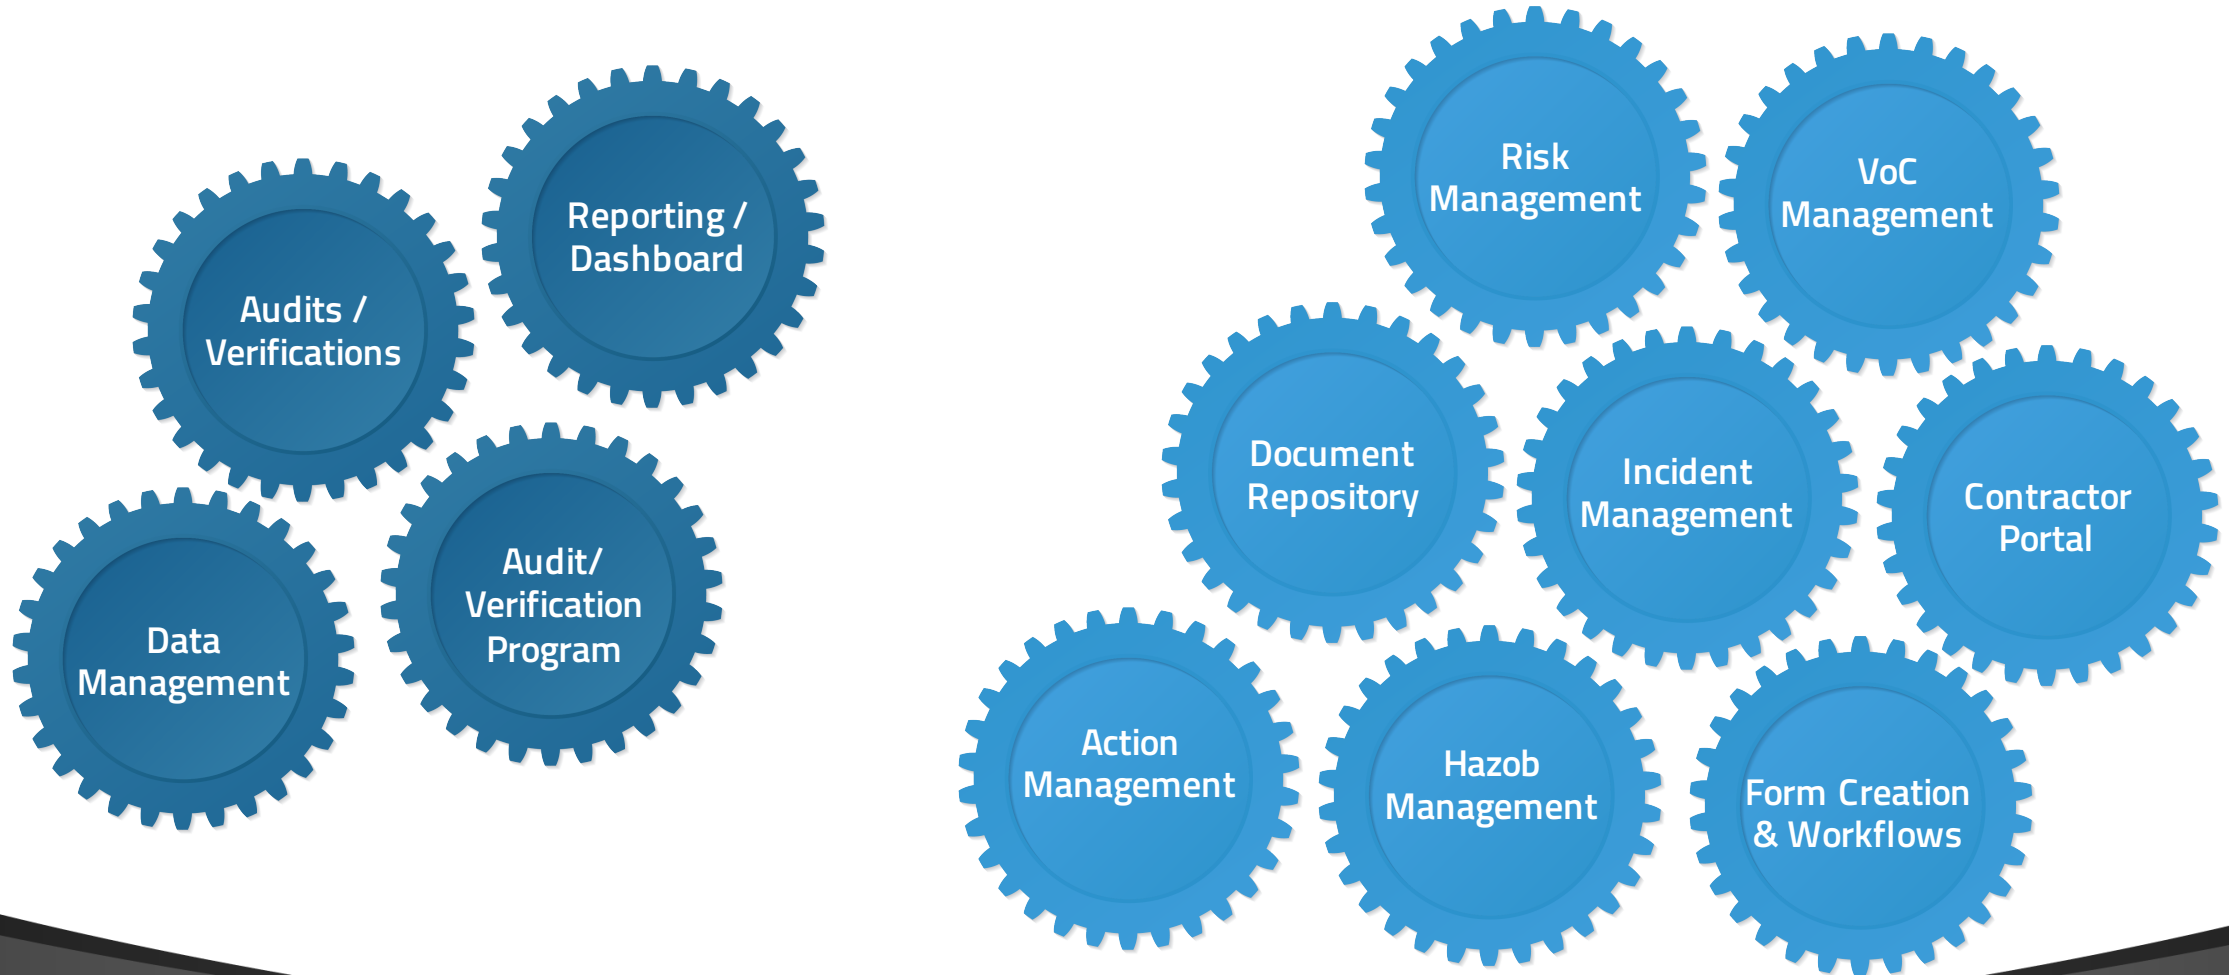 Reporting /
Dashboard
Audits /
Verifications
Audit/
Verification
Program
Data
Management
Risk
Management
VoC
Management
Document
Repository
Incident
Management
Contractor
Portal
Action
Management
Hazob
Management
Form Creation
& Workflows